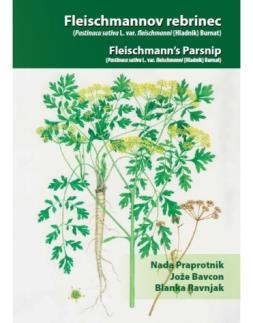 Fleischmannov rebrinec
(Pastinaca sativa L. var. fleischmanni (Hladnik) Burnat)
Fleischmann's Parsnip
(Pastinaca sativa L. var. fleischmanni (Hladnik) Burnat)
Nada Praprotnik
Jože Bavcon
Blanka Ravnjak